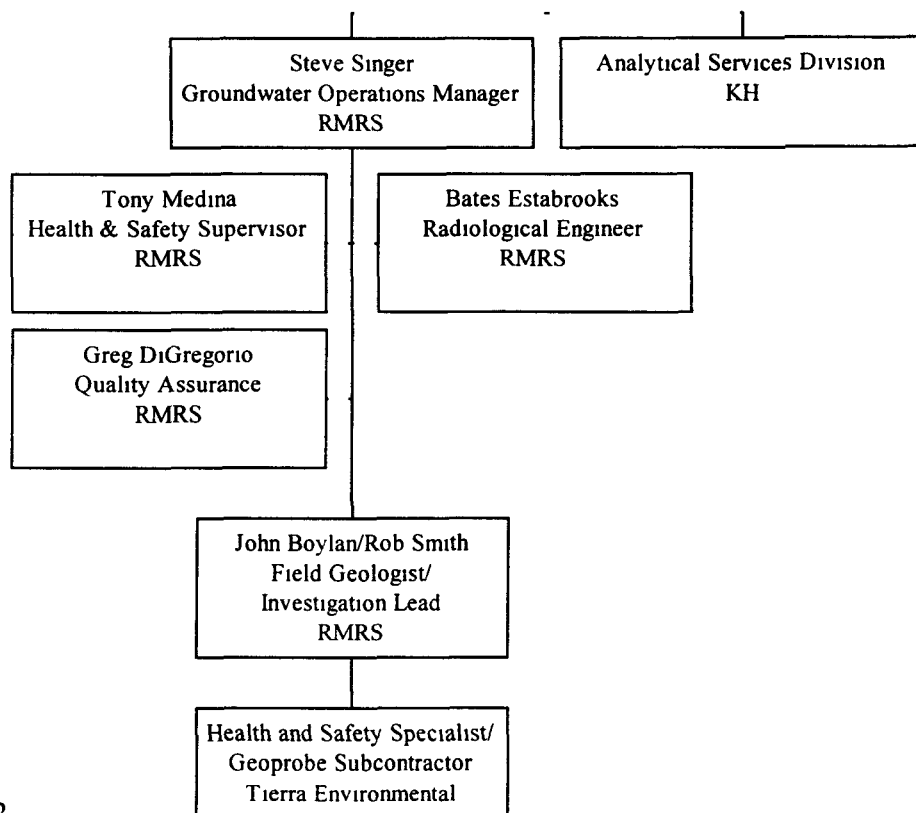 Steve Singer
Groundwater Operations Manager
RMRS
Analytical Services Division
KH
Tony Medina
Health & Safety Supervisor
RMRS
Bates Estabrooks
Radiological Engineer
RMRS
Greg DiGregorio
Quality Assurance
RMRS
John Boylan/Rob Smith
Field Geologist/
Investigation Lead
RMRS
Health and Safety Specialist/
Geoprobe Subcontractor
Tierra Environmental